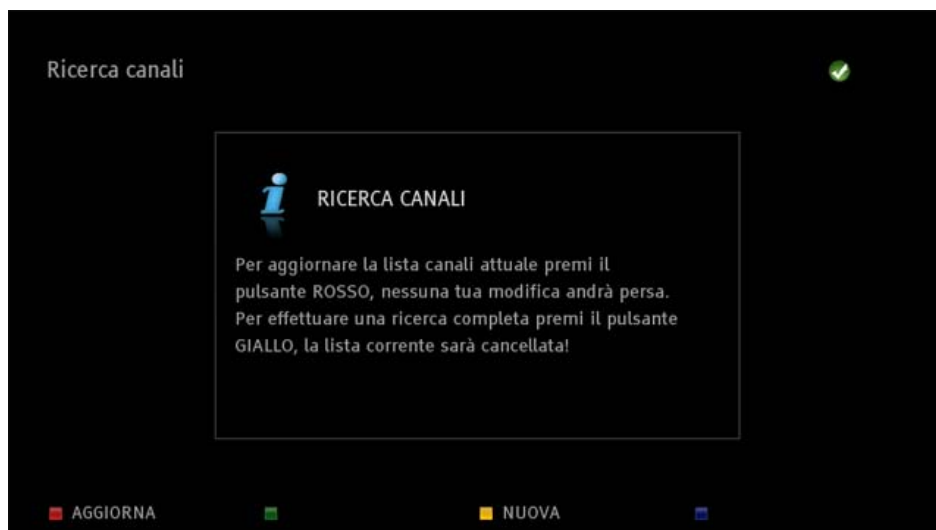 Ricerca canali
RICERCA CANALI
Per aggiornare la lista canali attuale premi il
pulsante ROSSO, nessuna tua modifica andrà persa.
Per effettuare una ricerca completa premi il pulsante
GIALLO, la lista corrente sarà cancellata!
AGGIORNA
NUOVA